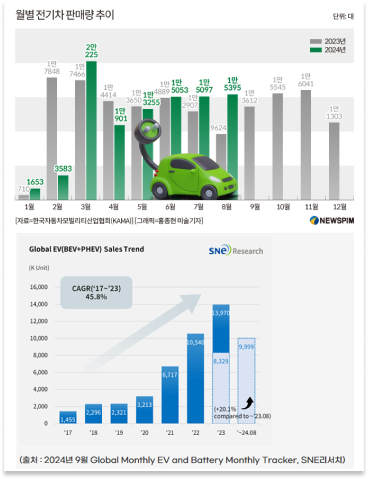 월별 전기차 판매량 추이
단위: 대
2023년
2024년
710
1653
1만
7848
3583
1만
7466
2만
225
1만
4414
1만
901
1만
3650
1만
3255
1만
4889
1만
5053
1만
2907
1만
5097
9624
1만
5395
1만
3612
1만
5545
1만
6041
1만
1303
1월 2월 3월 4월 5월 6월 7월 8월 9월 10월 11월 12월
[자료=한국자동차모빌리티산업협회(KAMA)] [그래픽=홍종현 미술기자]
NEWSPIM
Global EV(BEV+PHEV) Sales Trend
SNE Research
(K Unit)
CAGR('17~'23)
45.8%
16,000
14,000
12,000
10,000
8,000
6,000
4,000
2,000
0
1,455
2,296
2,321
3,213
6,717
10,540
13,970
8,329
9,999
(+20.1%
compared to ~'23.08)
'17 '18 '19 '20 '21 '22 '23 '~24.08
(출처 : 2024년 9월 Global Monthly EV and Battery Monthly Tracker, SNE리서치)